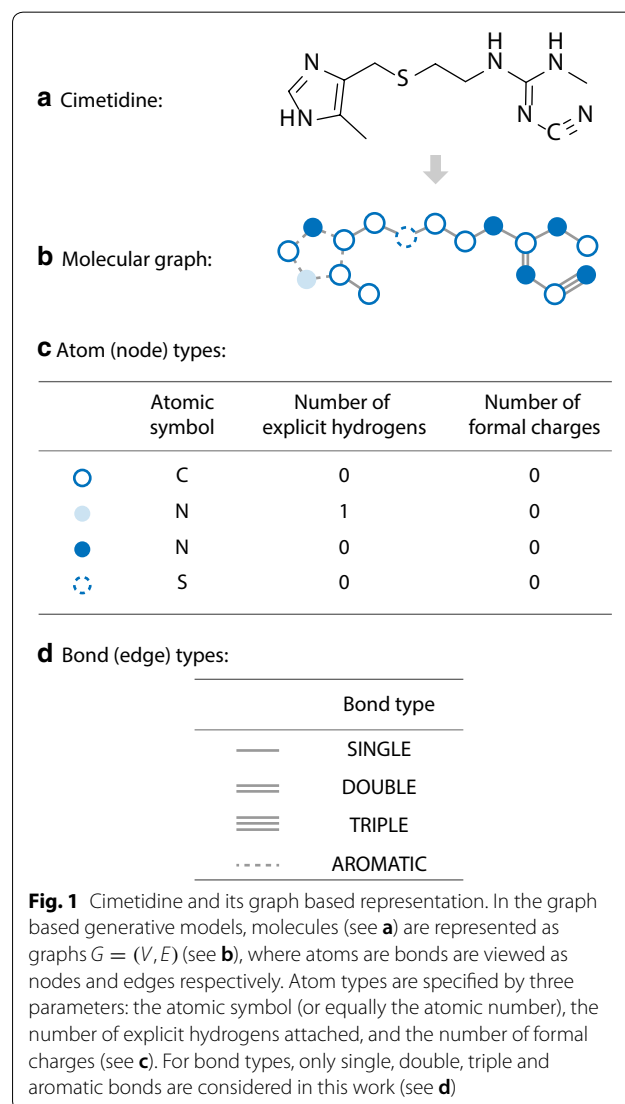 a Cimetidine:
N
HN
S
H
N
H
N
N
C
N
b Molecular graph:
c Atom (node) types:
Atomic symbol
Number of explicit hydrogens
Number of formal charges
C 0 0
N 1 0
N 0 0
S 0 0
d Bond (edge) types:
Bond type
SINGLE
DOUBLE
TRIPLE
AROMATIC
Fig. 1 Cimetidine and its graph based representation. In the graph
based generative models, molecules (see a) are represented as
graphs G = (V, E) (see b), where atoms are bonds are viewed as
nodes and edges respectively. Atom types are specified by three
parameters: the atomic symbol (or equally the atomic number), the
number of explicit hydrogens attached, and the number of formal
charges (see c). For bond types, only single, double, triple and
aromatic bonds are considered in this work (see d)